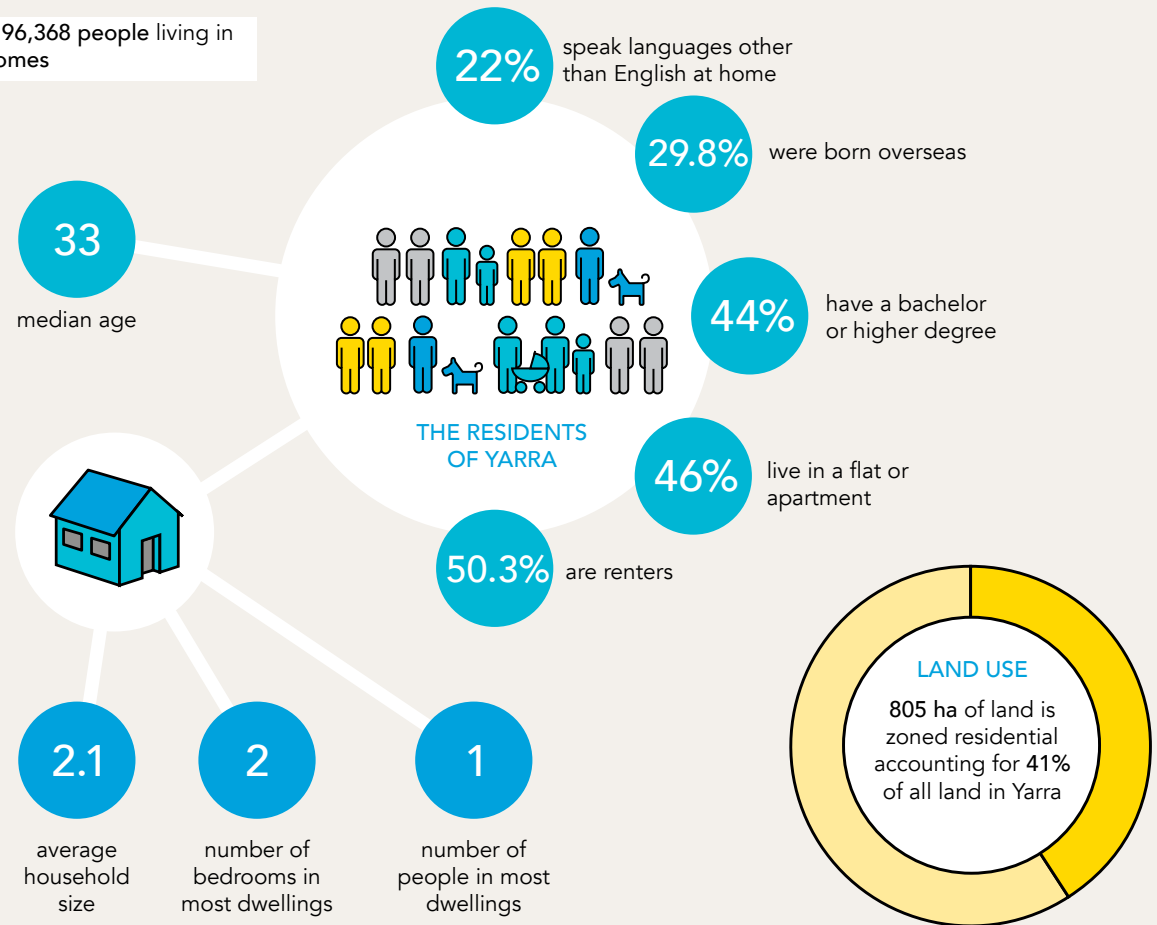 96,368 people living in
omes
22%
speak languages other
than English at home
29.8%
were born overseas
33
median age
44%
have a bachelor
or higher degree
THE RESIDENTS
OF YARRA
46%
live in a flat or
apartment
50.3%
are renters
LAND USE
805 ha of land is
zoned residential
accounting for 41%
of all land in Yarra
2.1
average
household
size
2
number of
bedrooms in
most dwellings
1
number of
people in most
dwellings